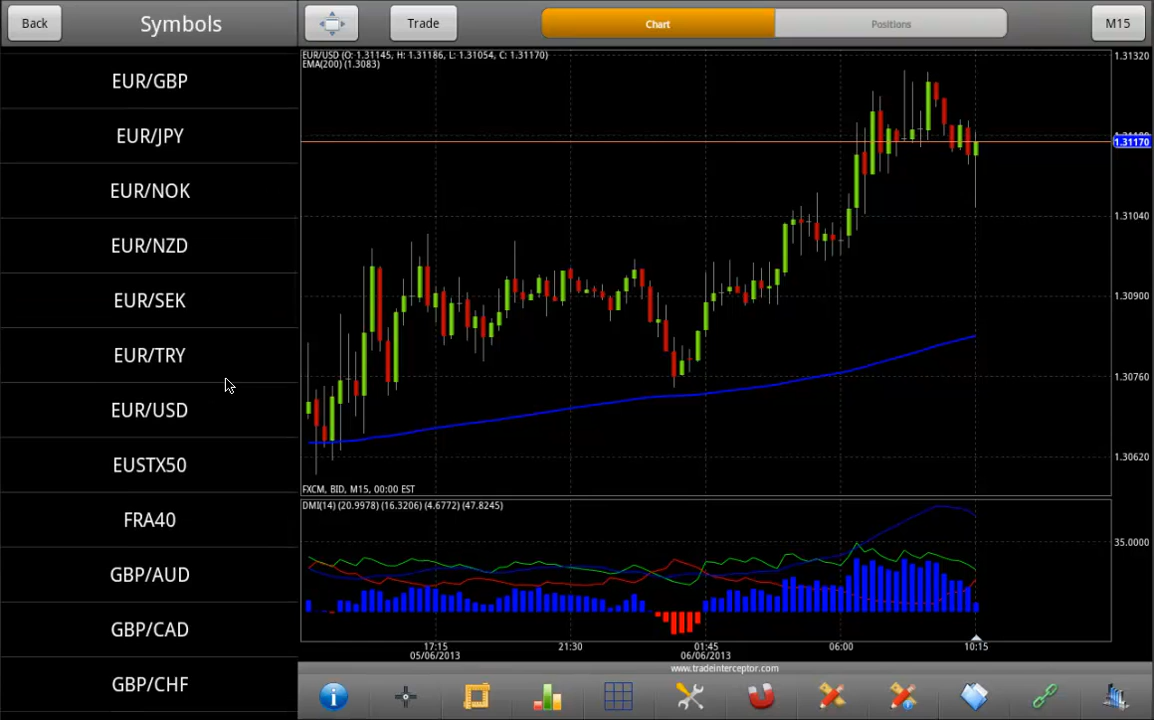 Back
Symbols
Trade
Chart
Positions
M15
EUR/GBP
EUR/JPY
EUR/NOK
EUR/NZD
EUR/SEK
EUR/TRY
EUR/USD
EUSTX50
FRA40
GBP/AUD
GBP/CAD
GBP/CHF
EUR/USD (O: 1.31145, H: 1.31186, L: 1.31054, C: 1.31170)
EMA(200) (1.3083)
1.31320
1.31170
1.31040
1.30900
1.30760
1.30620
FXCM, BID, M15, 00:00 EST
DMI(14) (20.9978) (16.3206) (4.6772) (47.8245)
35.0000
17:15
05/06/2013
21:30
01:45
06/06/2013
06:00
10:15
www.tradeinterceptor.com